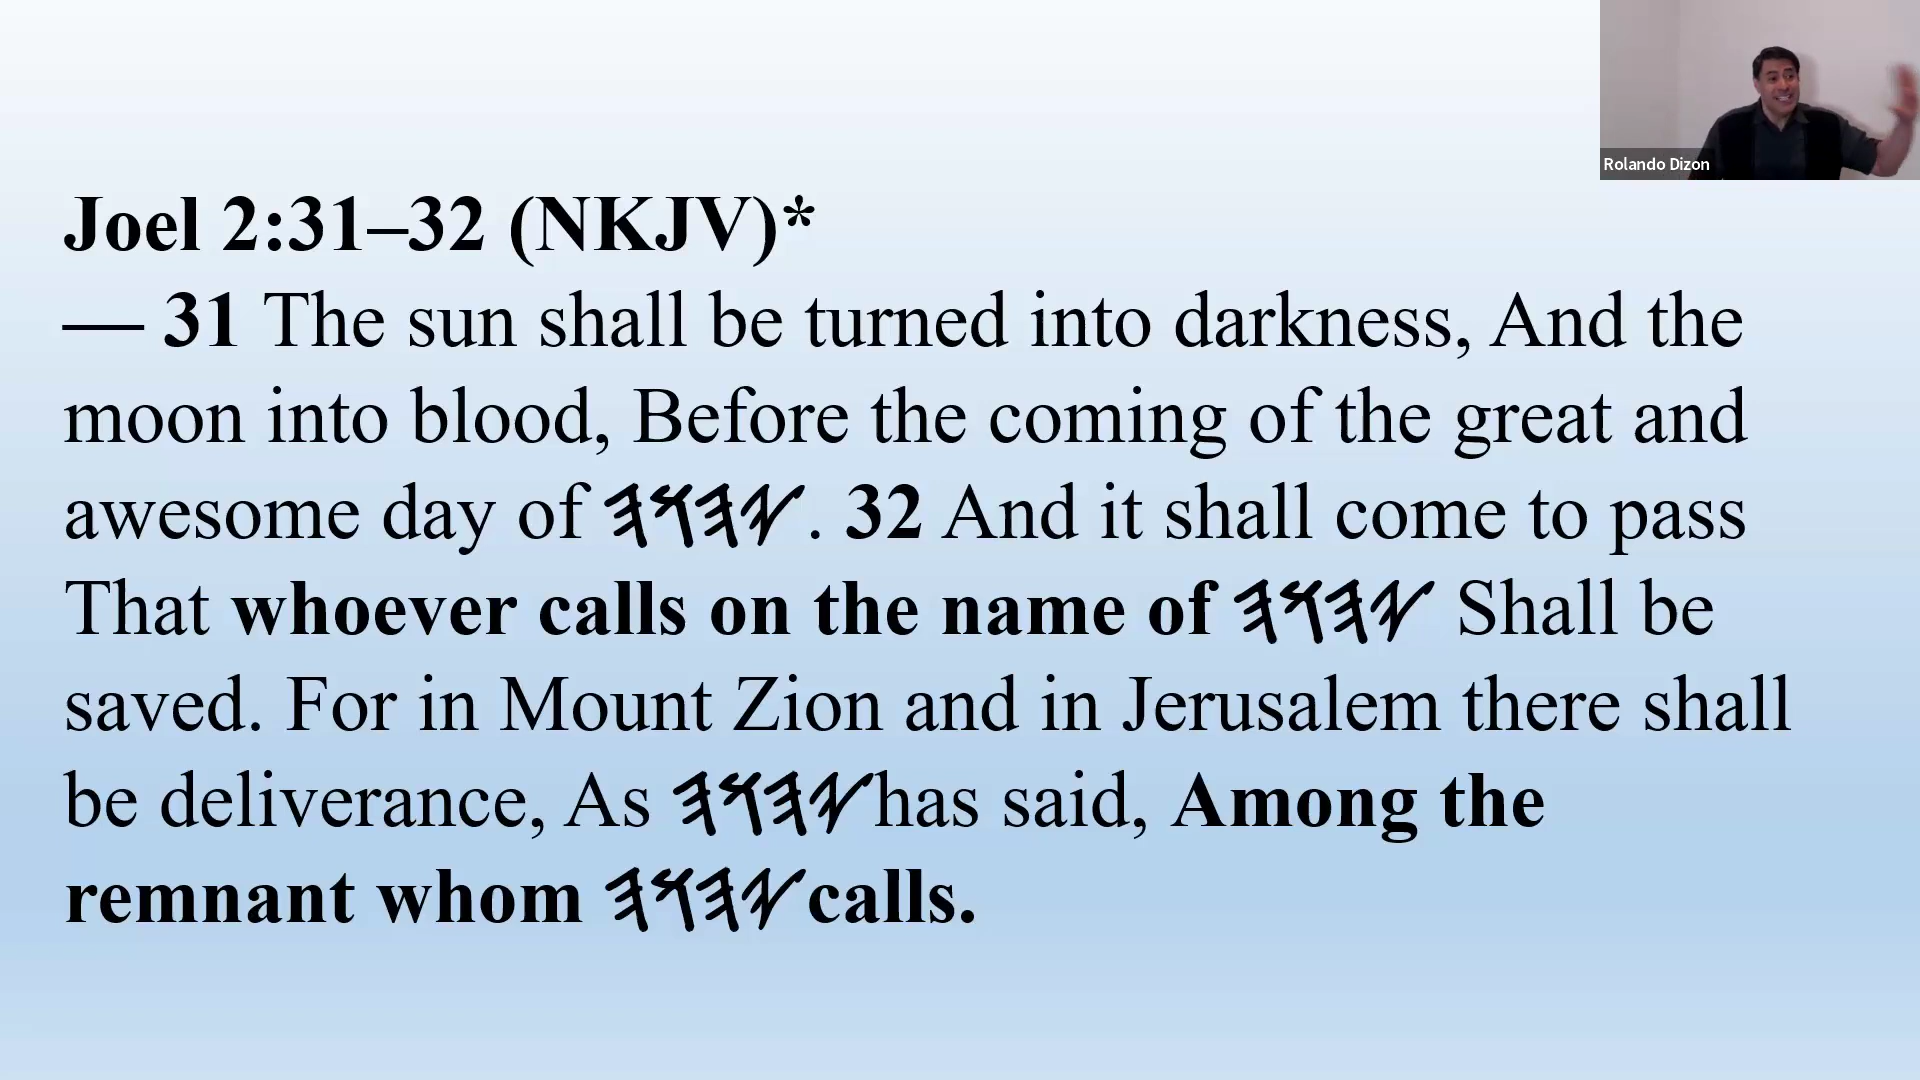 Rolando Dizon
Joel 2:31–32 (NKJV)*
— 31 The sun shall be turned into darkness, And the
moon into blood, Before the coming of the great and
awesome day of 𐤉𐤄𐤅𐤄. 32 And it shall come to pass
That whoever calls on the name of 𐤉𐤄𐤅𐤄 Shall be
saved. For in Mount Zion and in Jerusalem there shall
be deliverance, As 𐤉𐤄𐤅𐤄 has said, Among the
remnant whom 𐤉𐤄𐤅𐤄 calls.